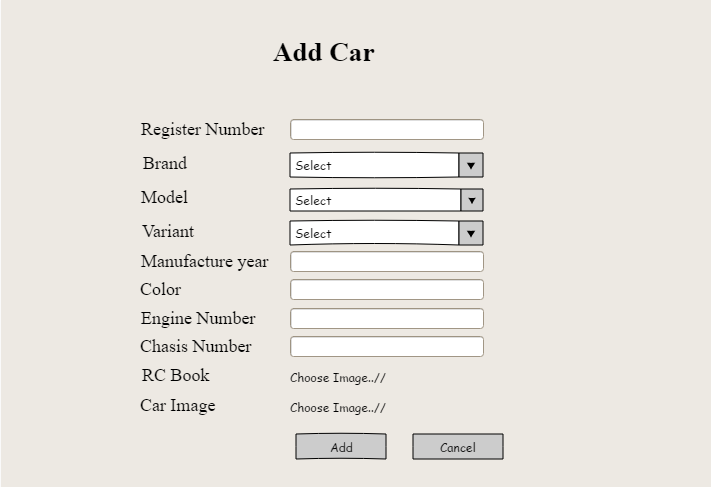 Add Car
Register Number
Brand Select
Model Select
Variant Select
Manufacture year
Color
Engine Number
Chasis Number
RC Book Choose Image..//
Car Image Choose Image..//
Add Cancel